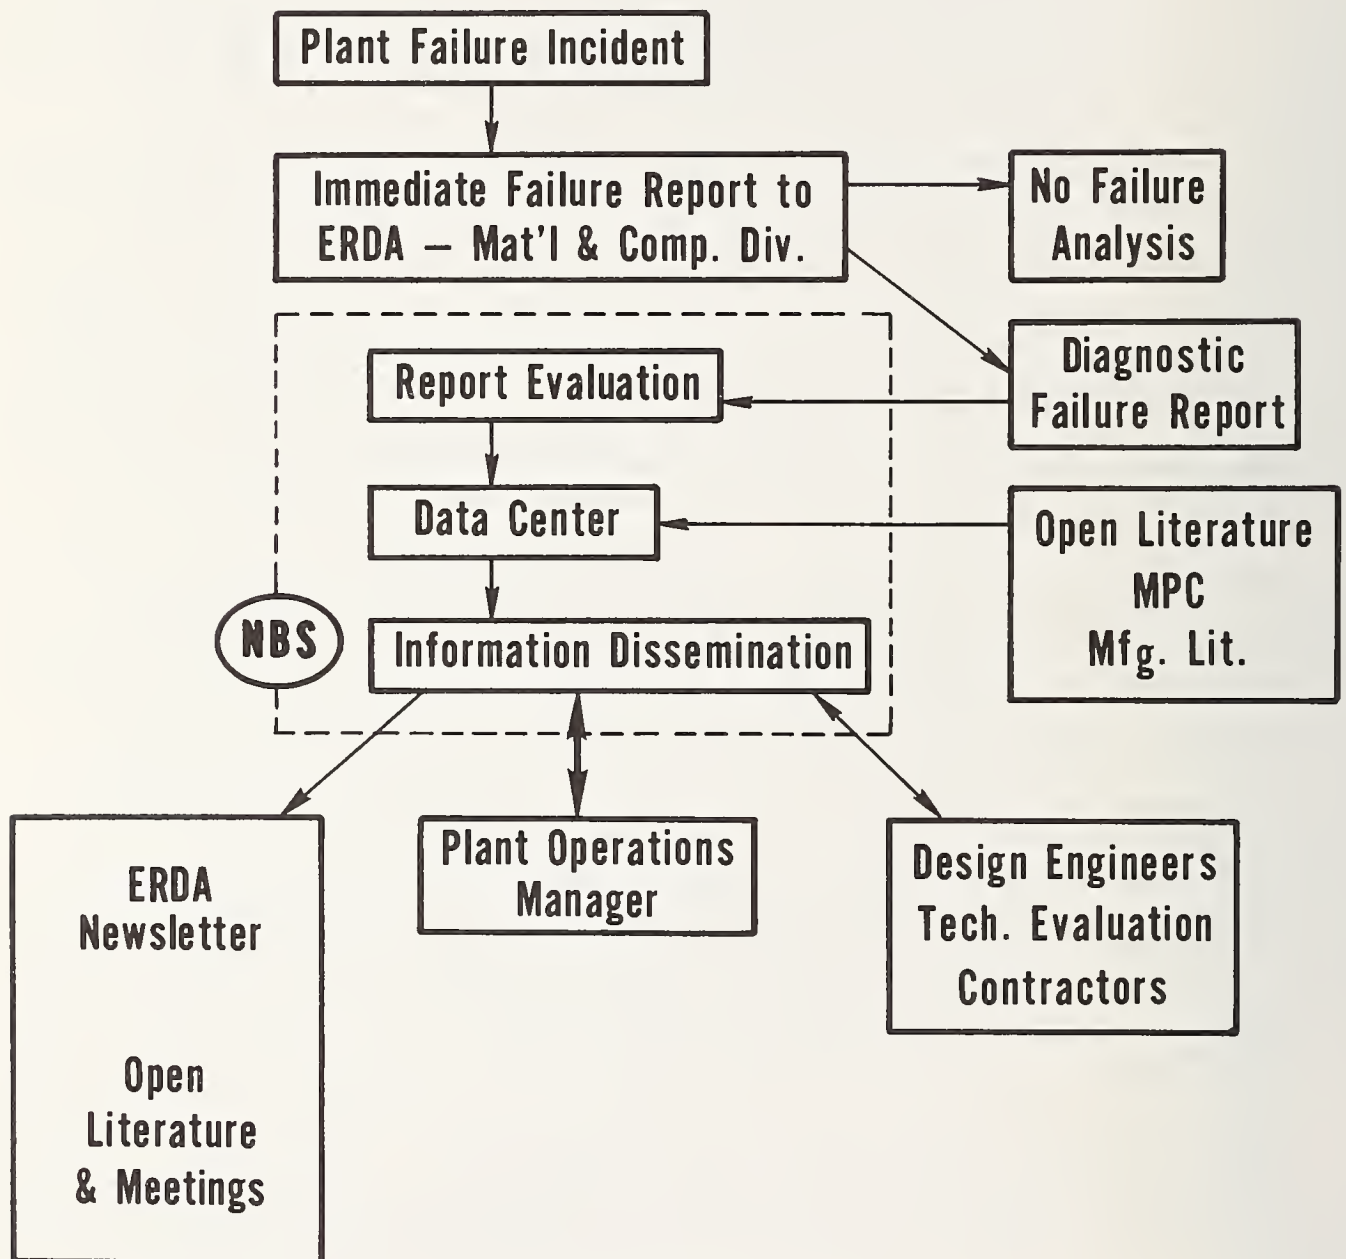 Plant Failure Incident
Immediate Failure Report to
ERDA – Mat'l & Comp. Div.
No Failure
Analysis
Diagnostic
Failure Report
Report Evaluation
Data Center
Open Literature
MPC
Mfg. Lit.
NBS
Information Dissemination
ERDA
Newsletter
Open
Literature
& Meetings
Plant Operations
Manager
Design Engineers
Tech. Evaluation
Contractors